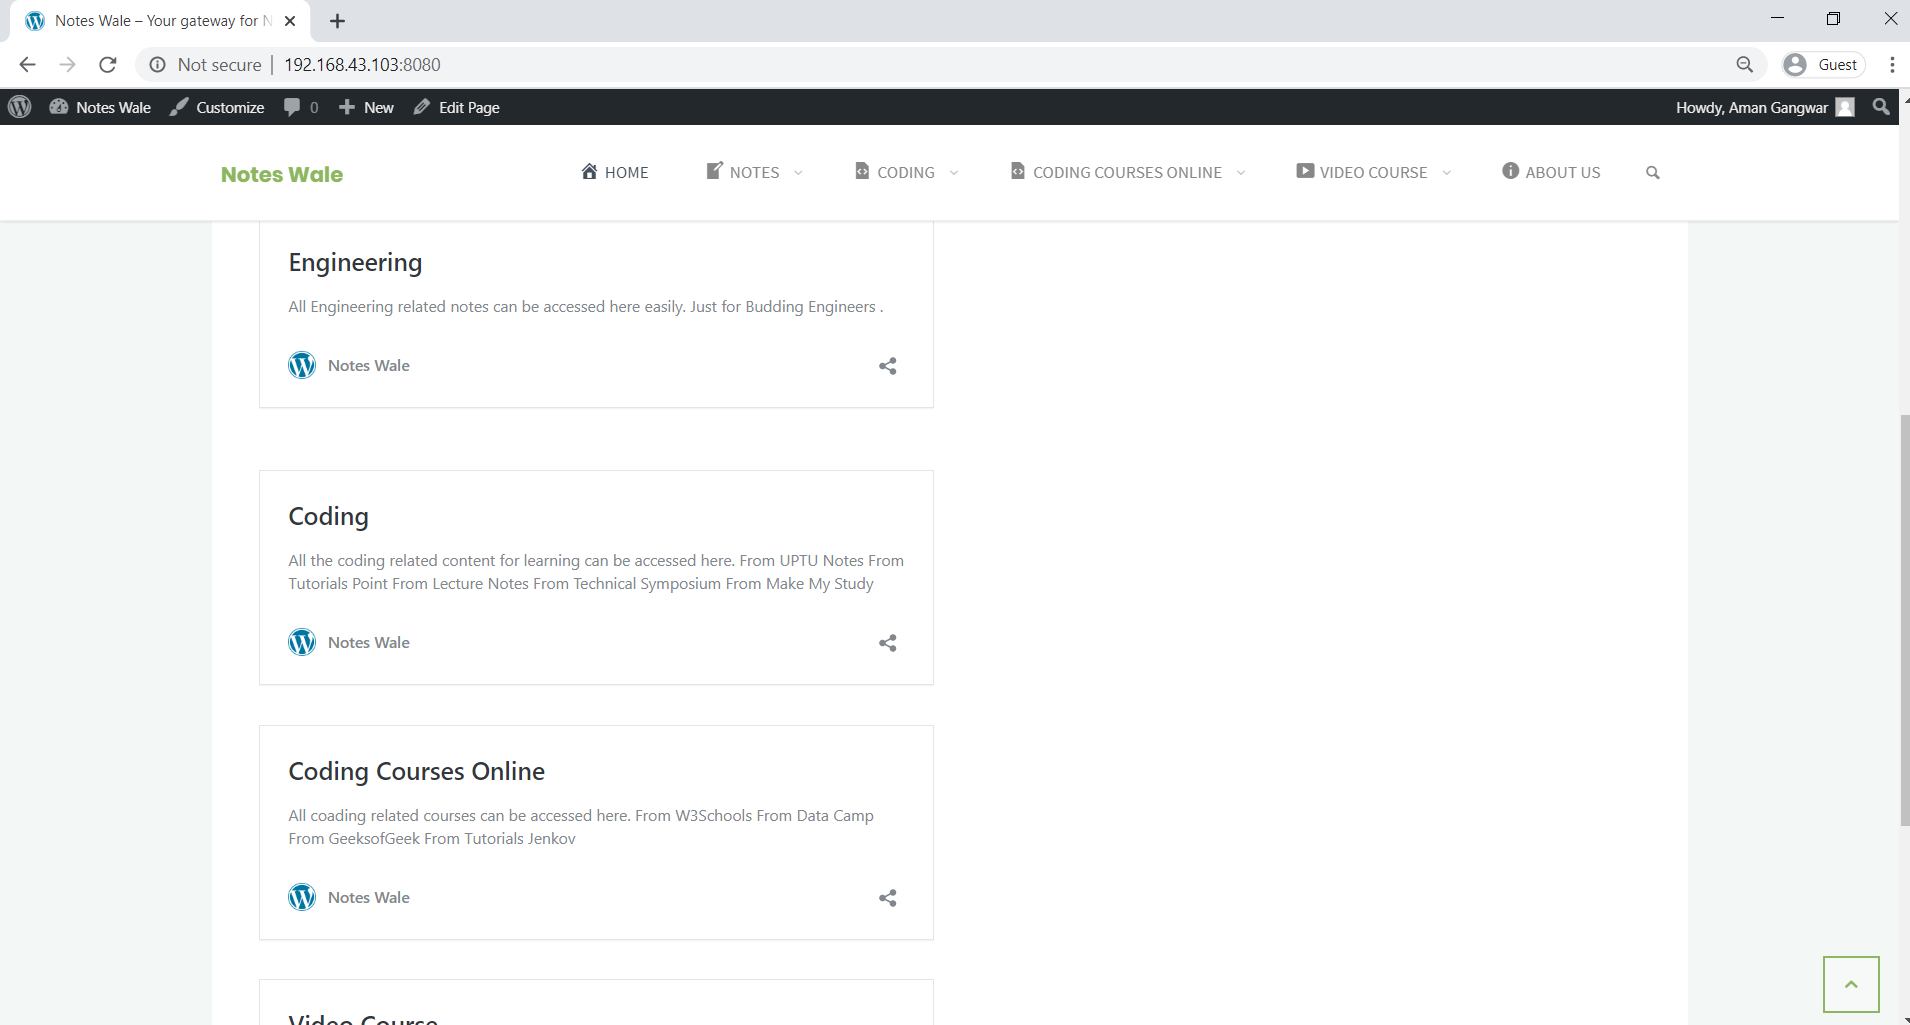 Notes Wale – Your gateway for N
Not secure | 192.168.43.103:8080
Guest
Notes Wale Customize 0 New Edit Page
Howdy, Aman Gangwar
Notes Wale
HOME NOTES CODING CODING COURSES ONLINE VIDEO COURSE ABOUT US
Engineering
All Engineering related notes can be accessed here easily. Just for Budding Engineers .
Notes Wale
Coding
All the coding related content for learning can be accessed here. From UPTU Notes From
Tutorials Point From Lecture Notes From Technical Symposium From Make My Study
Notes Wale
Coding Courses Online
All coading related courses can be accessed here. From W3Schools From Data Camp
From GeeksofGeek From Tutorials Jenkov
Notes Wale
Video Course